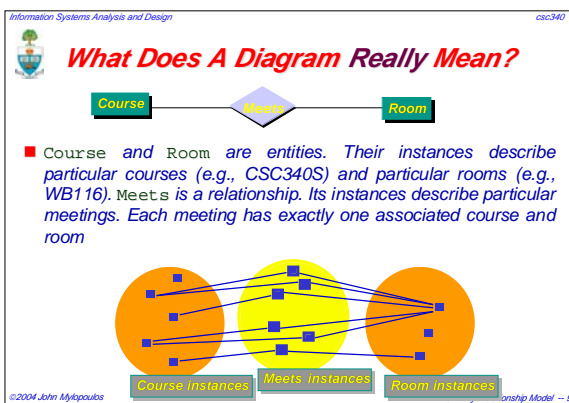 Information Systems Analysis and Design csc340
What Does A Diagram Really Mean?
Course Meets Room
Course and Room are entities. Their instances describe
particular courses (e.g., CSC340S) and particular rooms (e.g.,
WB116). Meets is a relationship. Its instances describe particular
meetings. Each meeting has exactly one associated course and
room
Course instances Meets instances Room instances
©2004 John Mylopoulos onship Model -- 9